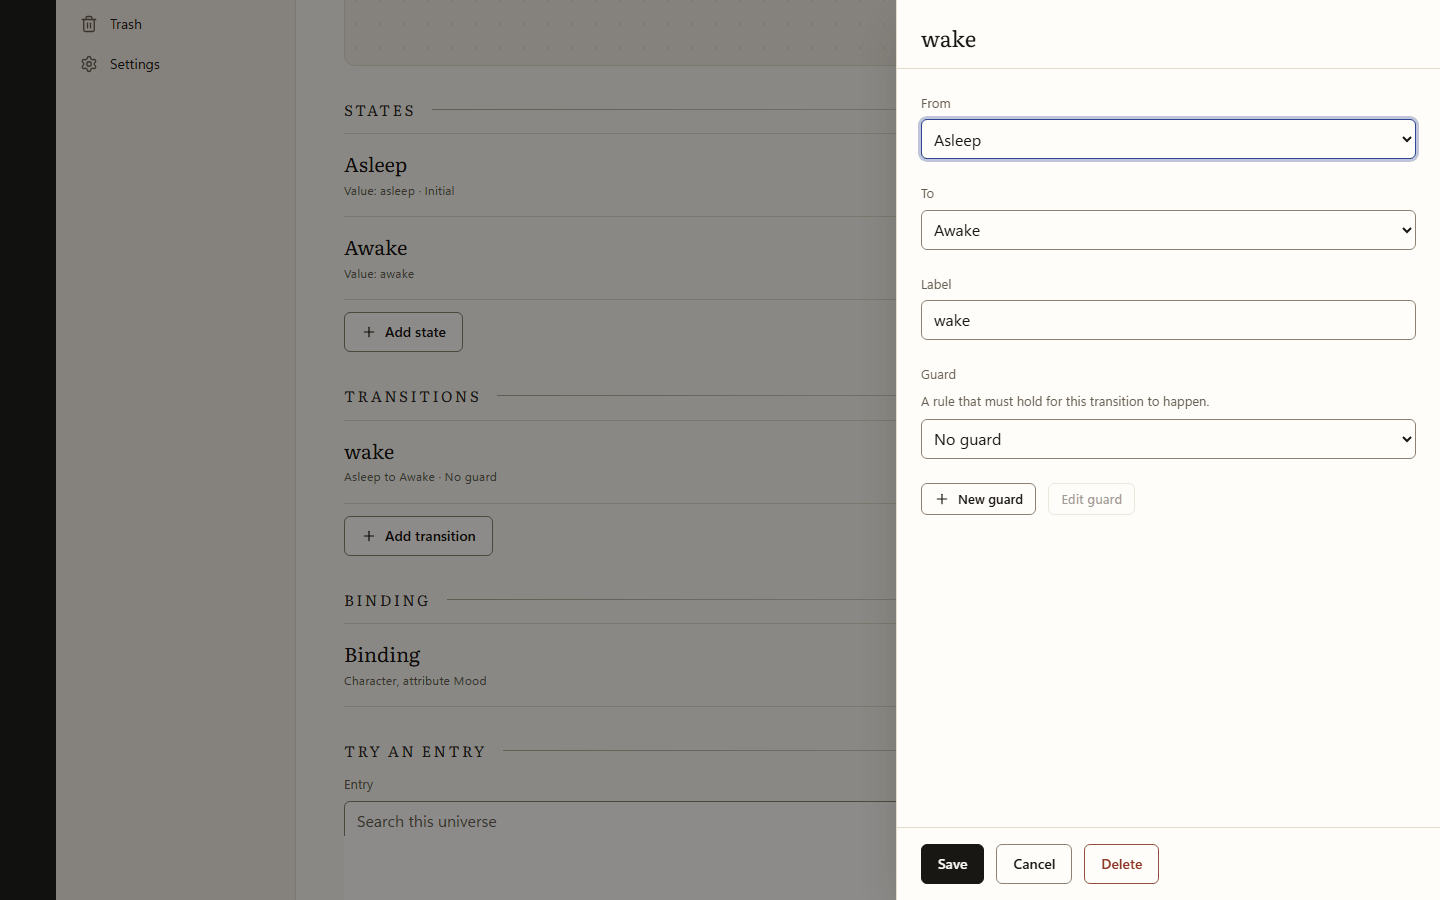 Trash
Settings
STATES
Asleep
Value: asleep · Initial
Awake
Value: awake
Add state
TRANSITIONS
wake
Asleep to Awake · No guard
Add transition
BINDING
Binding
Character, attribute Mood
TRY AN ENTRY
Entry
Search this universe
wake
From
Asleep
To
Awake
Label
wake
Guard
A rule that must hold for this transition to happen.
No guard
New guard
Edit guard
Save
Cancel
Delete